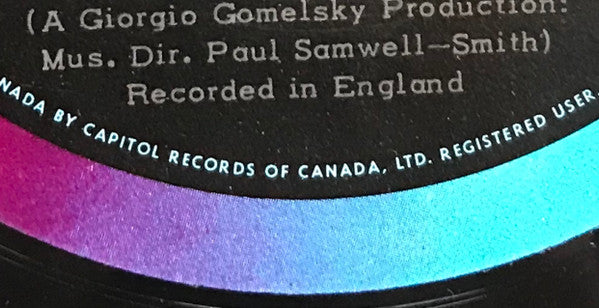 (A Giorgio Gomelsky Production:
Mus. Dir. Paul Samwell-Smith)
Recorded in England
NADA BY CAPITOL RECORDS OF CANADA, LTD. REGISTERED USER.